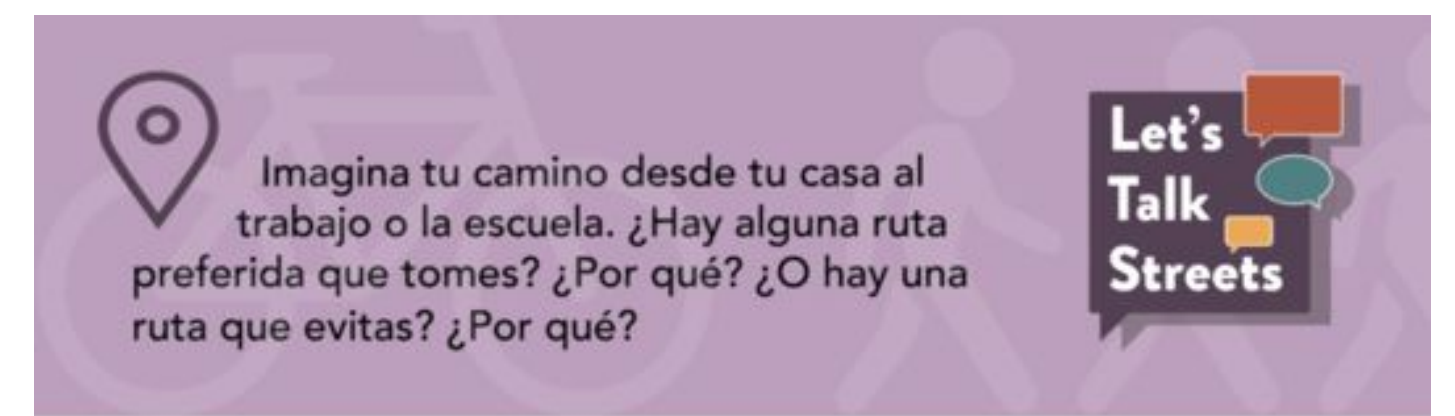 Imagina tu camino desde tu casa al
trabajo o la escuela. ¿Hay alguna ruta
preferida que tomes? ¿Por qué? ¿O hay una
ruta que evitas? ¿Por qué?
Let's
Talk
Streets